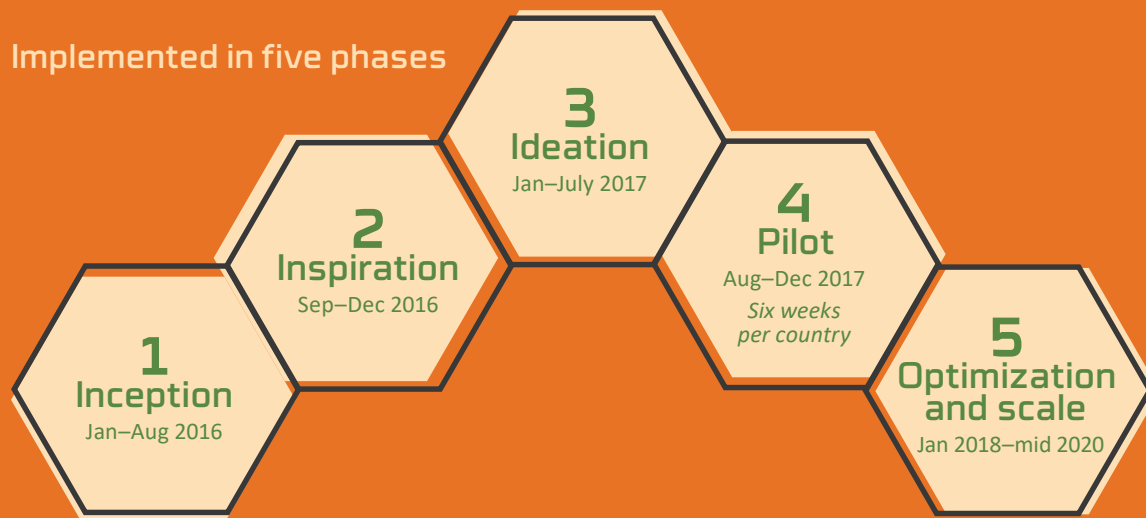 Implemented in five phases
1
Inception
Jan–Aug 2016
2
Inspiration
Sep–Dec 2016
3
Ideation
Jan–July 2017
4
Pilot
Aug–Dec 2017
Six weeks
per country
5
Optimization
and scale
Jan 2018–mid 2020